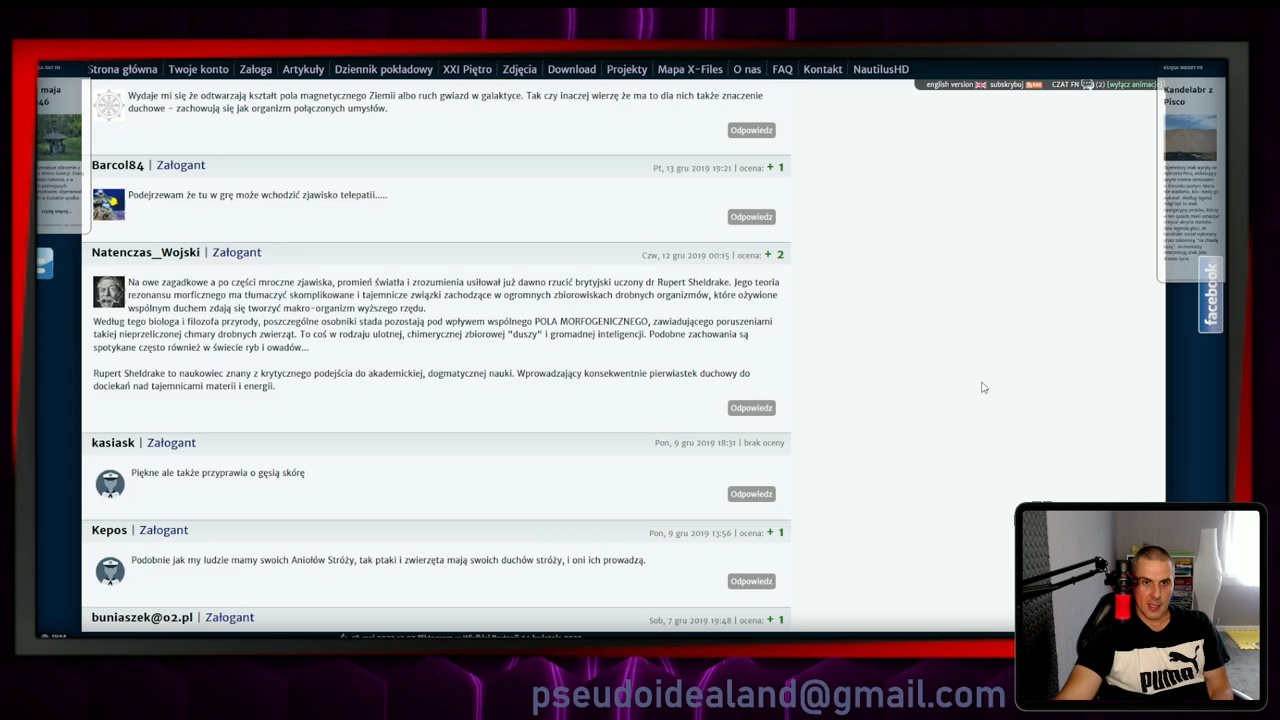 Strona główna Twoje konto Załoga Artykuły Dziennik pokładowy XXI Piętro Zdjęcia Download Projekty Mapa X-Files O nas FAQ Kontakt NautilusHD
english version subskrybuj CZAT FN (2) [wyłącz animację]
maja
Kandelabr z
Pisco
Wydaje mi się że odtwarzają kształty pola magnetycznego Ziemii albo ruch gwiazd w galaktyce. Tak czy inaczej wierzę że ma to dla nich także znaczenie
duchowe - zachowują się jak organizm połączonych umysłów.
Odpowiedz
Barcol84 | Załogant
Pt, 13 gru 2019 19:21 | ocena: + 1
Podejrzewam że tu w grę może wchodzić zjawisko telepatii.....
Odpowiedz
Natenczas_Wojski | Załogant
Czw, 12 gru 2019 00:15 | ocena: + 2
Na owe zagadkowe a po części mroczne zjawiska, promień światła i zrozumienia usiłował już dawno rzucić brytyjski uczony dr Rupert Sheldrake. Jego teoria
rezonansu morficznego ma tłumaczyć skomplikowane i tajemnicze związki zachodzące w ogromnych zbiorowiskach drobnych organizmów, które ożywione
wspólnym duchem zdają się tworzyć makro-organizm wyższego rzędu.
Według tego biologa i filozofa przyrody, poszczególne osobniki stada pozostają pod wpływem wspólnego POLA MORFOGENICZNEGO, zawiadującego poruszeniami
takiej nieprzeliczonej chmary drobnych zwierząt. To coś w rodzaju ulotnej, chimerycznej zbiorowej "duszy" i gromadnej inteligencji. Podobne zachowania są
spotykane często również w świecie ryb i owadów...
Rupert Sheldrake to naukowiec znany z krytycznego podejścia do akademickiej, dogmatycznej nauki. Wprowadzający konsekwentnie pierwiastek duchowy do
dociekań nad tajemnicami materii i energii.
Odpowiedz
facebook
kasiask | Załogant
Pon, 9 gru 2019 18:31 | brak oceny
Piękne ale także przyprawia o gęsią skórę
Odpowiedz
Kepos | Załogant
Pon, 9 gru 2019 13:56 | ocena: + 1
Podobnie jak my ludzie mamy swoich Aniołów Stróży, tak ptaki i zwierzęta mają swoich duchów stróży, i oni ich prowadzą.
Odpowiedz
buniaszek@o2.pl | Załogant
Sob, 7 gru 2019 19:48 | ocena: + 1
PUMA
pseudoidealand@gmail.com